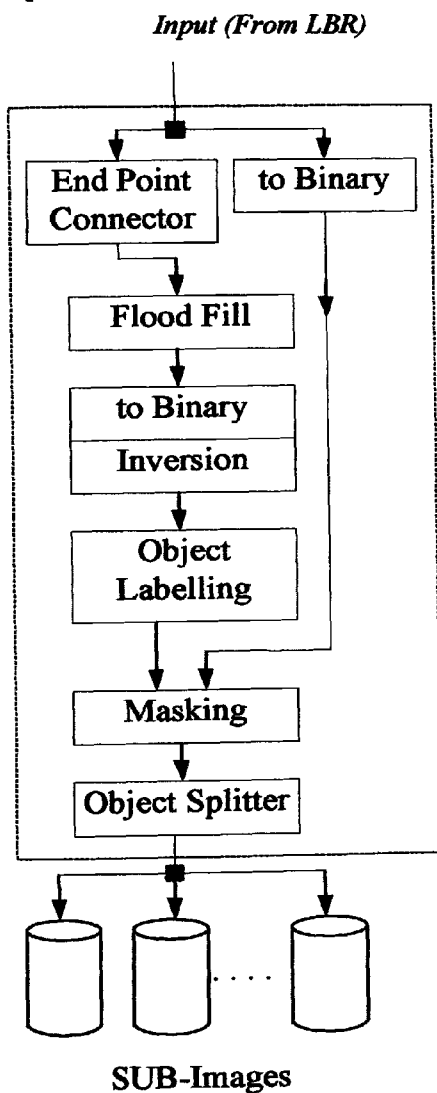 Input (From LBR)
End Point
Connector
to Binary
Flood Fill
to Binary
Inversion
Object
Labelling
Masking
Object Splitter
SUB-Images